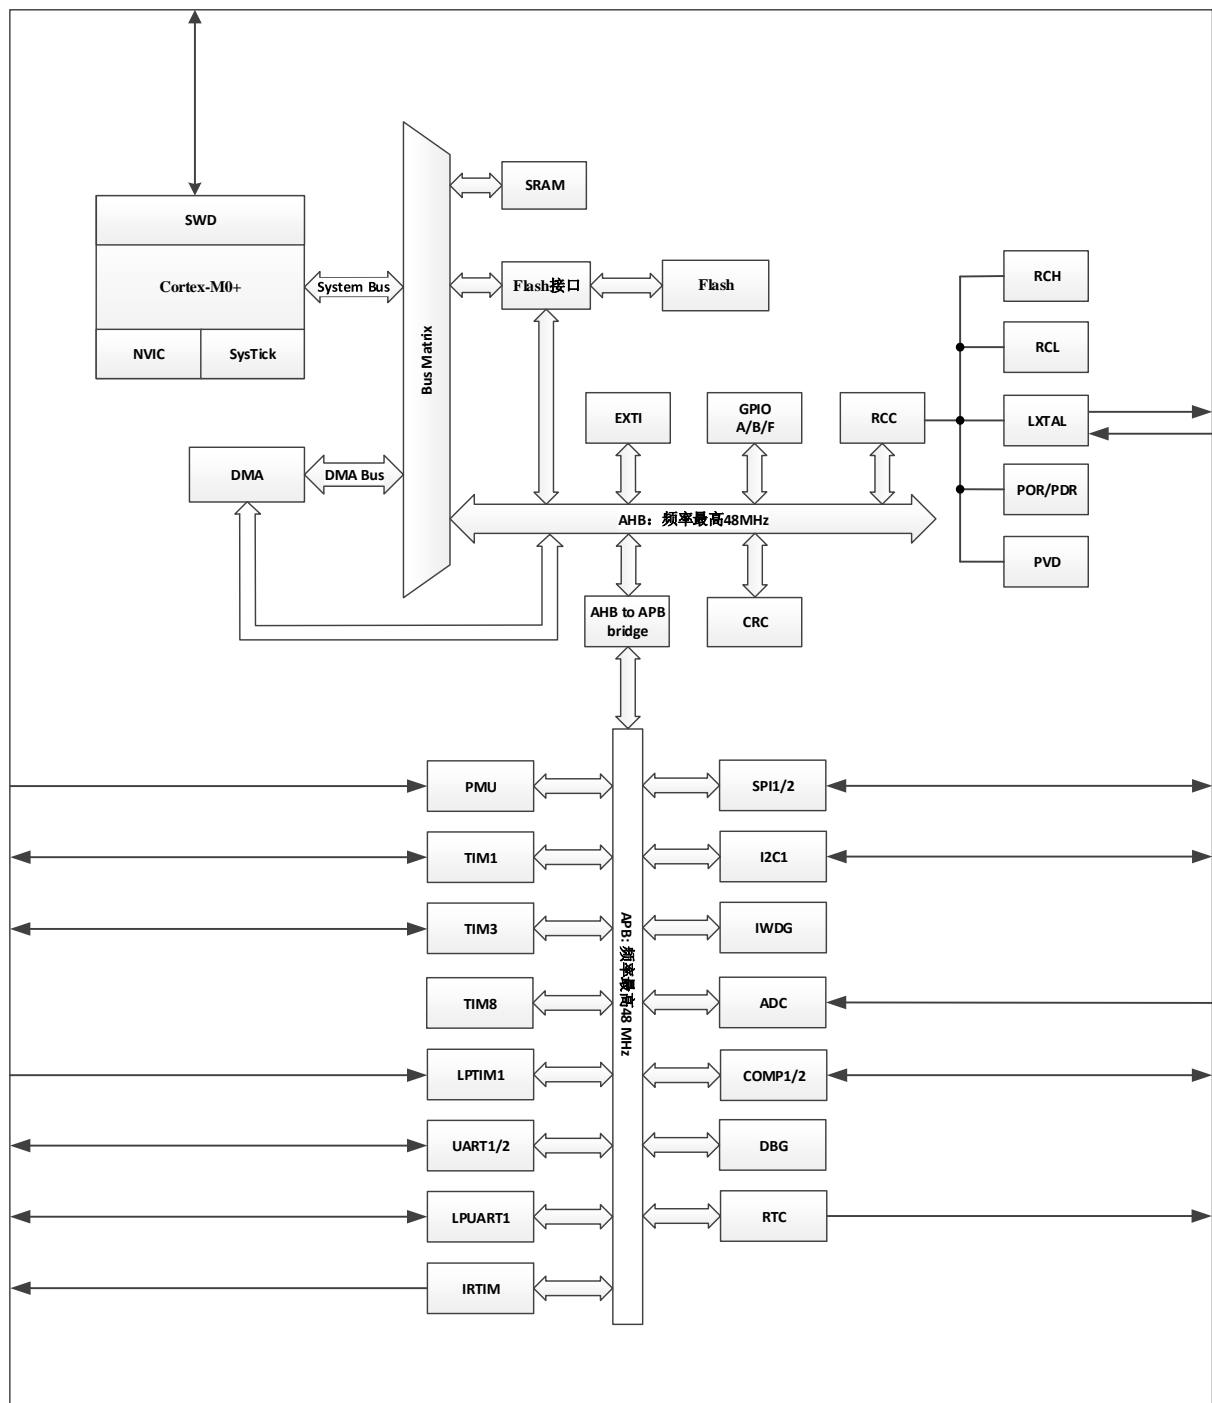 SWD
Cortex-M0+
NVIC
SysTick
System Bus
Bus Matrix
SRAM
Flash接口
Flash
DMA
DMA Bus
EXTI
GPIO
A/B/F
RCC
RCH
RCL
LXTAL
POR/PDR
PVD
AHB：频率最高48MHz
AHB to APB
bridge
CRC
APB: 频率最高48 MHz
PMU
TIM1
TIM3
TIM8
LPTIM1
UART1/2
LPUART1
IRTIM
SPI1/2
I2C1
IWDG
ADC
COMP1/2
DBG
RTC